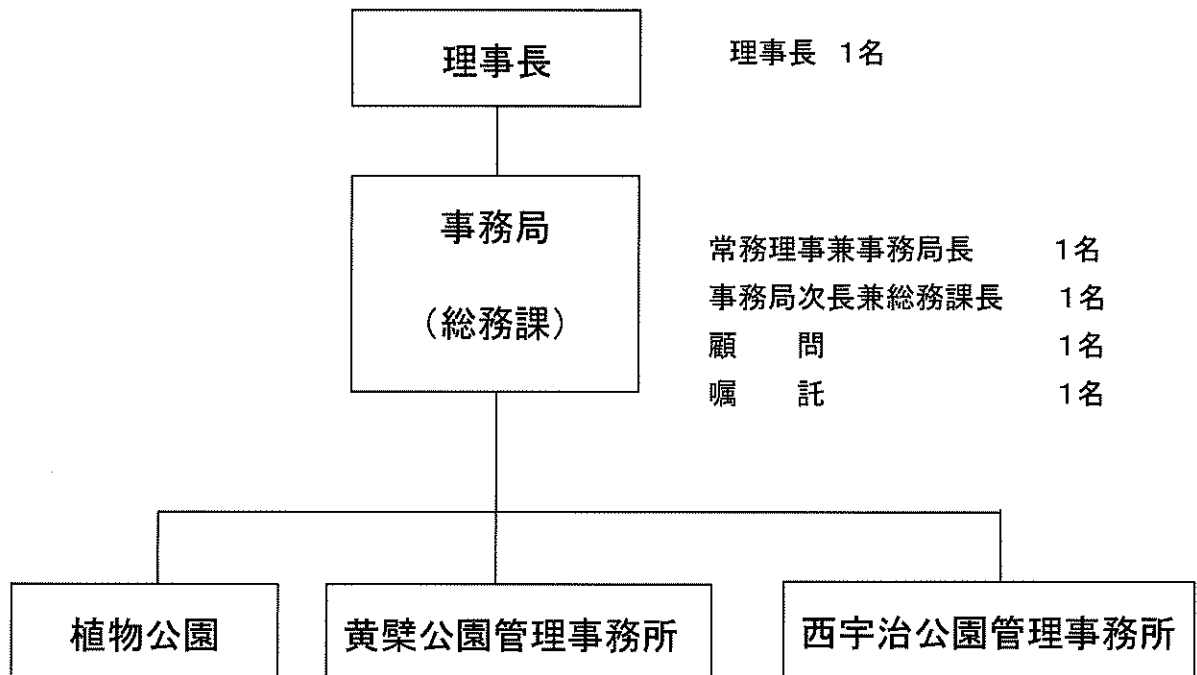 理事長
理事長 1名
事務局
（総務課）
常務理事兼事務局長 1名
事務局次長兼総務課長 1名
顧 問 1名
嘱 託 1名
植物公園
黄檗公園管理事務所
西宇治公園管理事務所